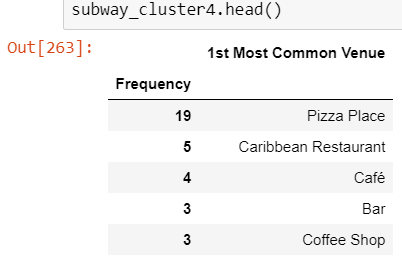 subway_cluster4.head()
Out[263]:
1st Most Common Venue
Frequency
19 Pizza Place
5 Caribbean Restaurant
4 Café
3 Bar
3 Coffee Shop